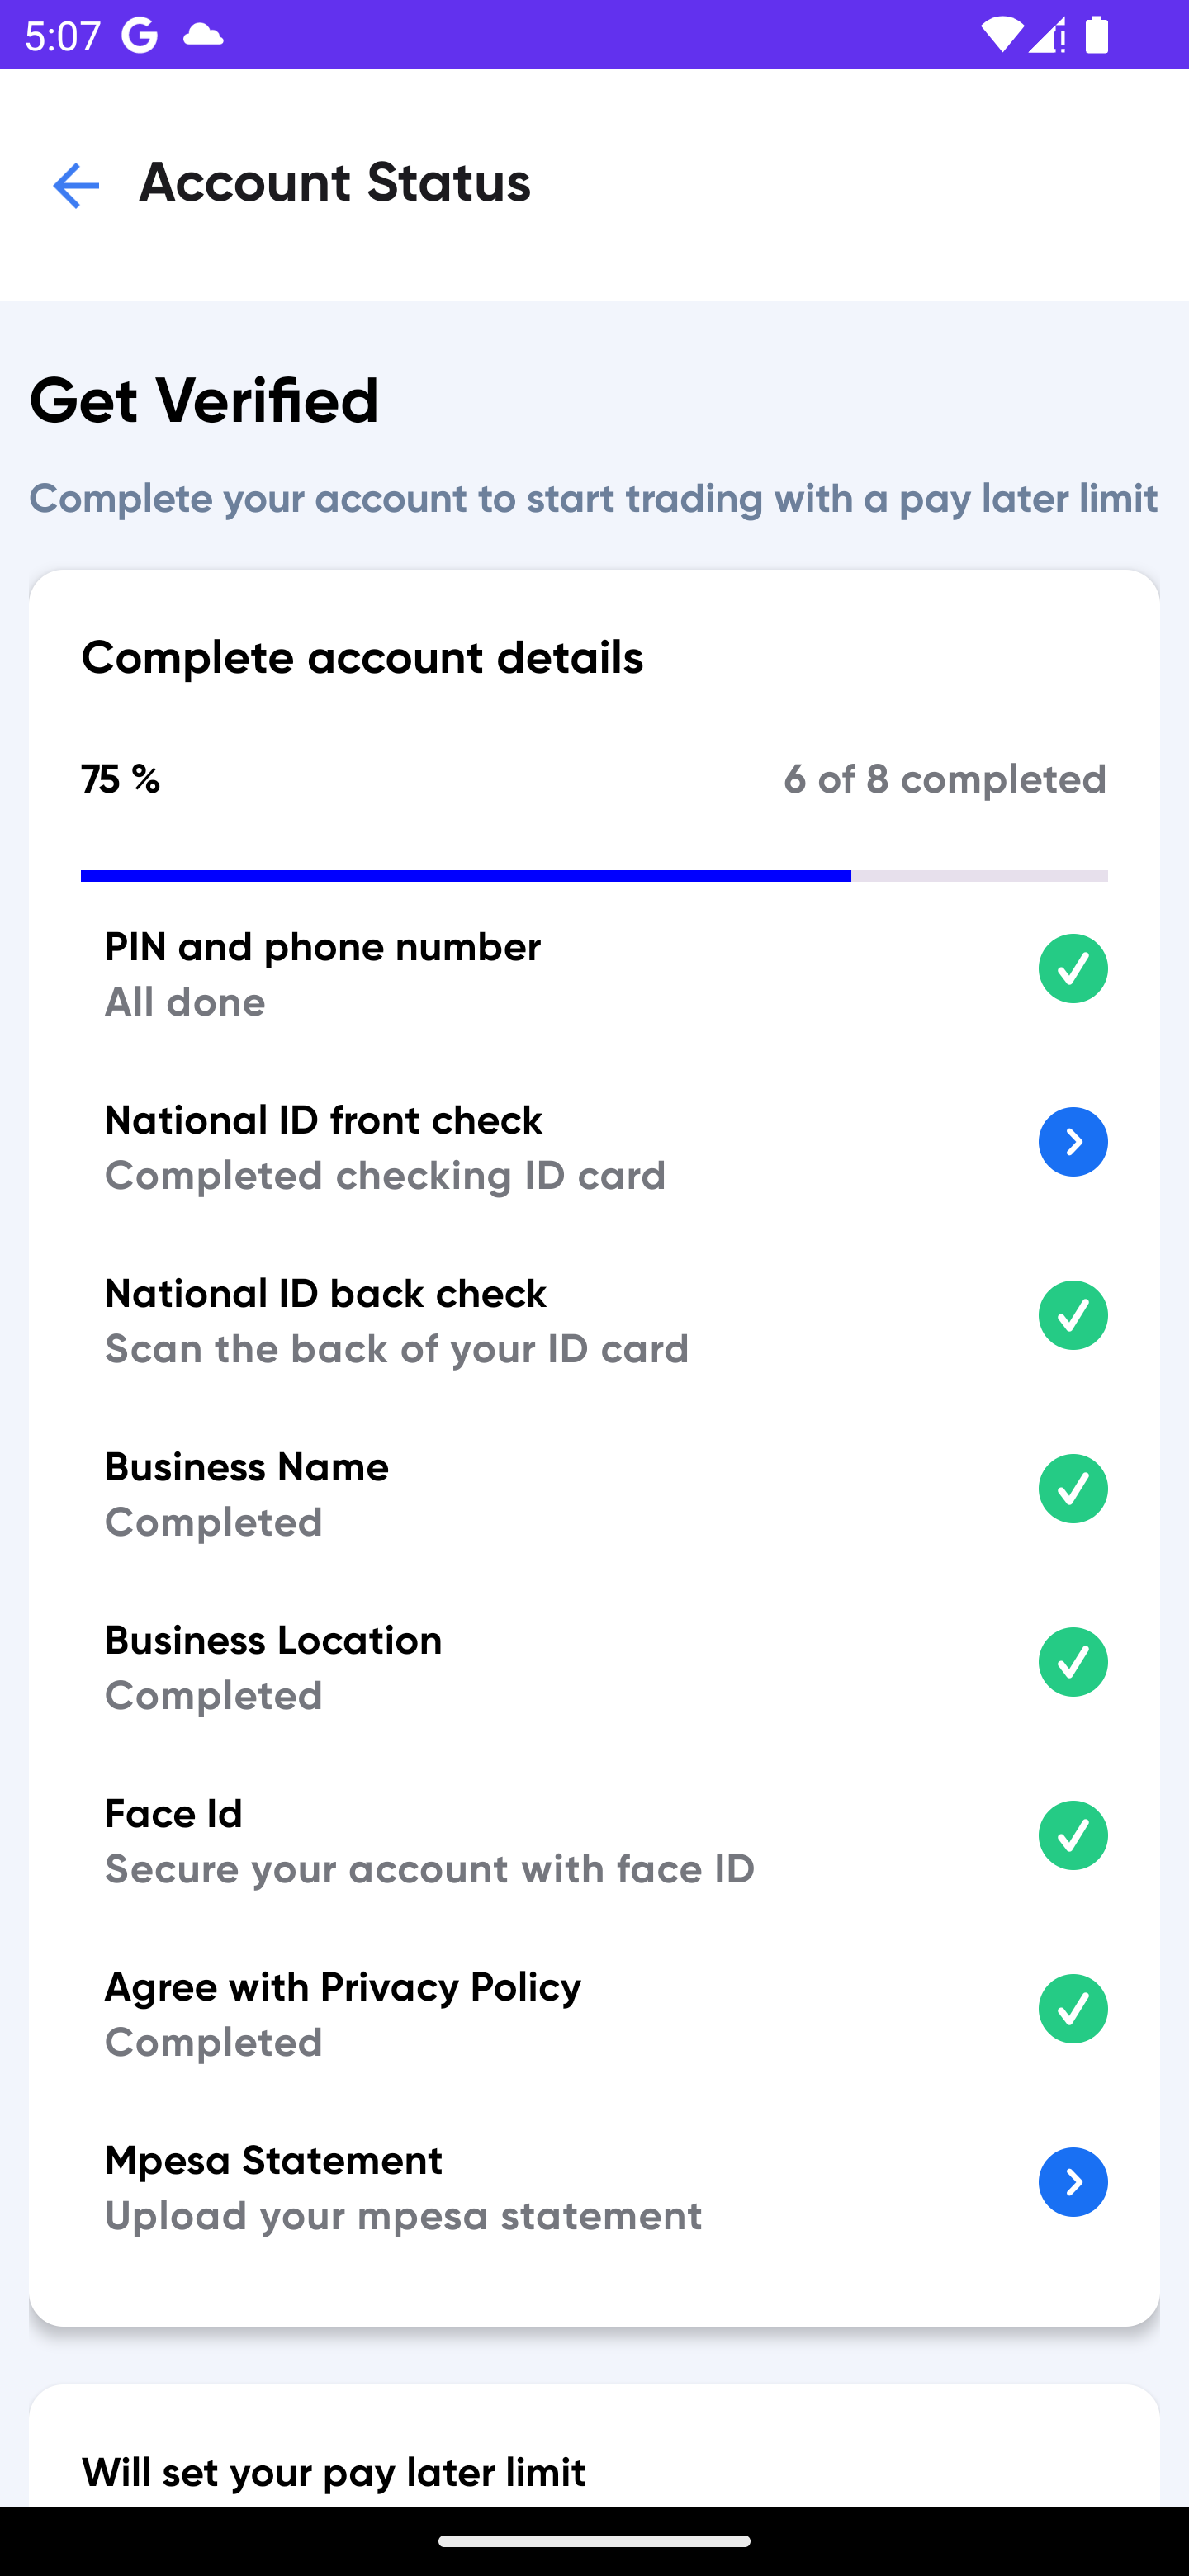 5:07
Account Status
Get Verified
Complete your account to start trading with a pay later limit
Complete account details
75 %
6 of 8 completed
PIN and phone number
All done
National ID front check
Completed checking ID card
National ID back check
Scan the back of your ID card
Business Name
Completed
Business Location
Completed
Face Id
Secure your account with face ID
Agree with Privacy Policy
Completed
Mpesa Statement
Upload your mpesa statement
Will set your pay later limit